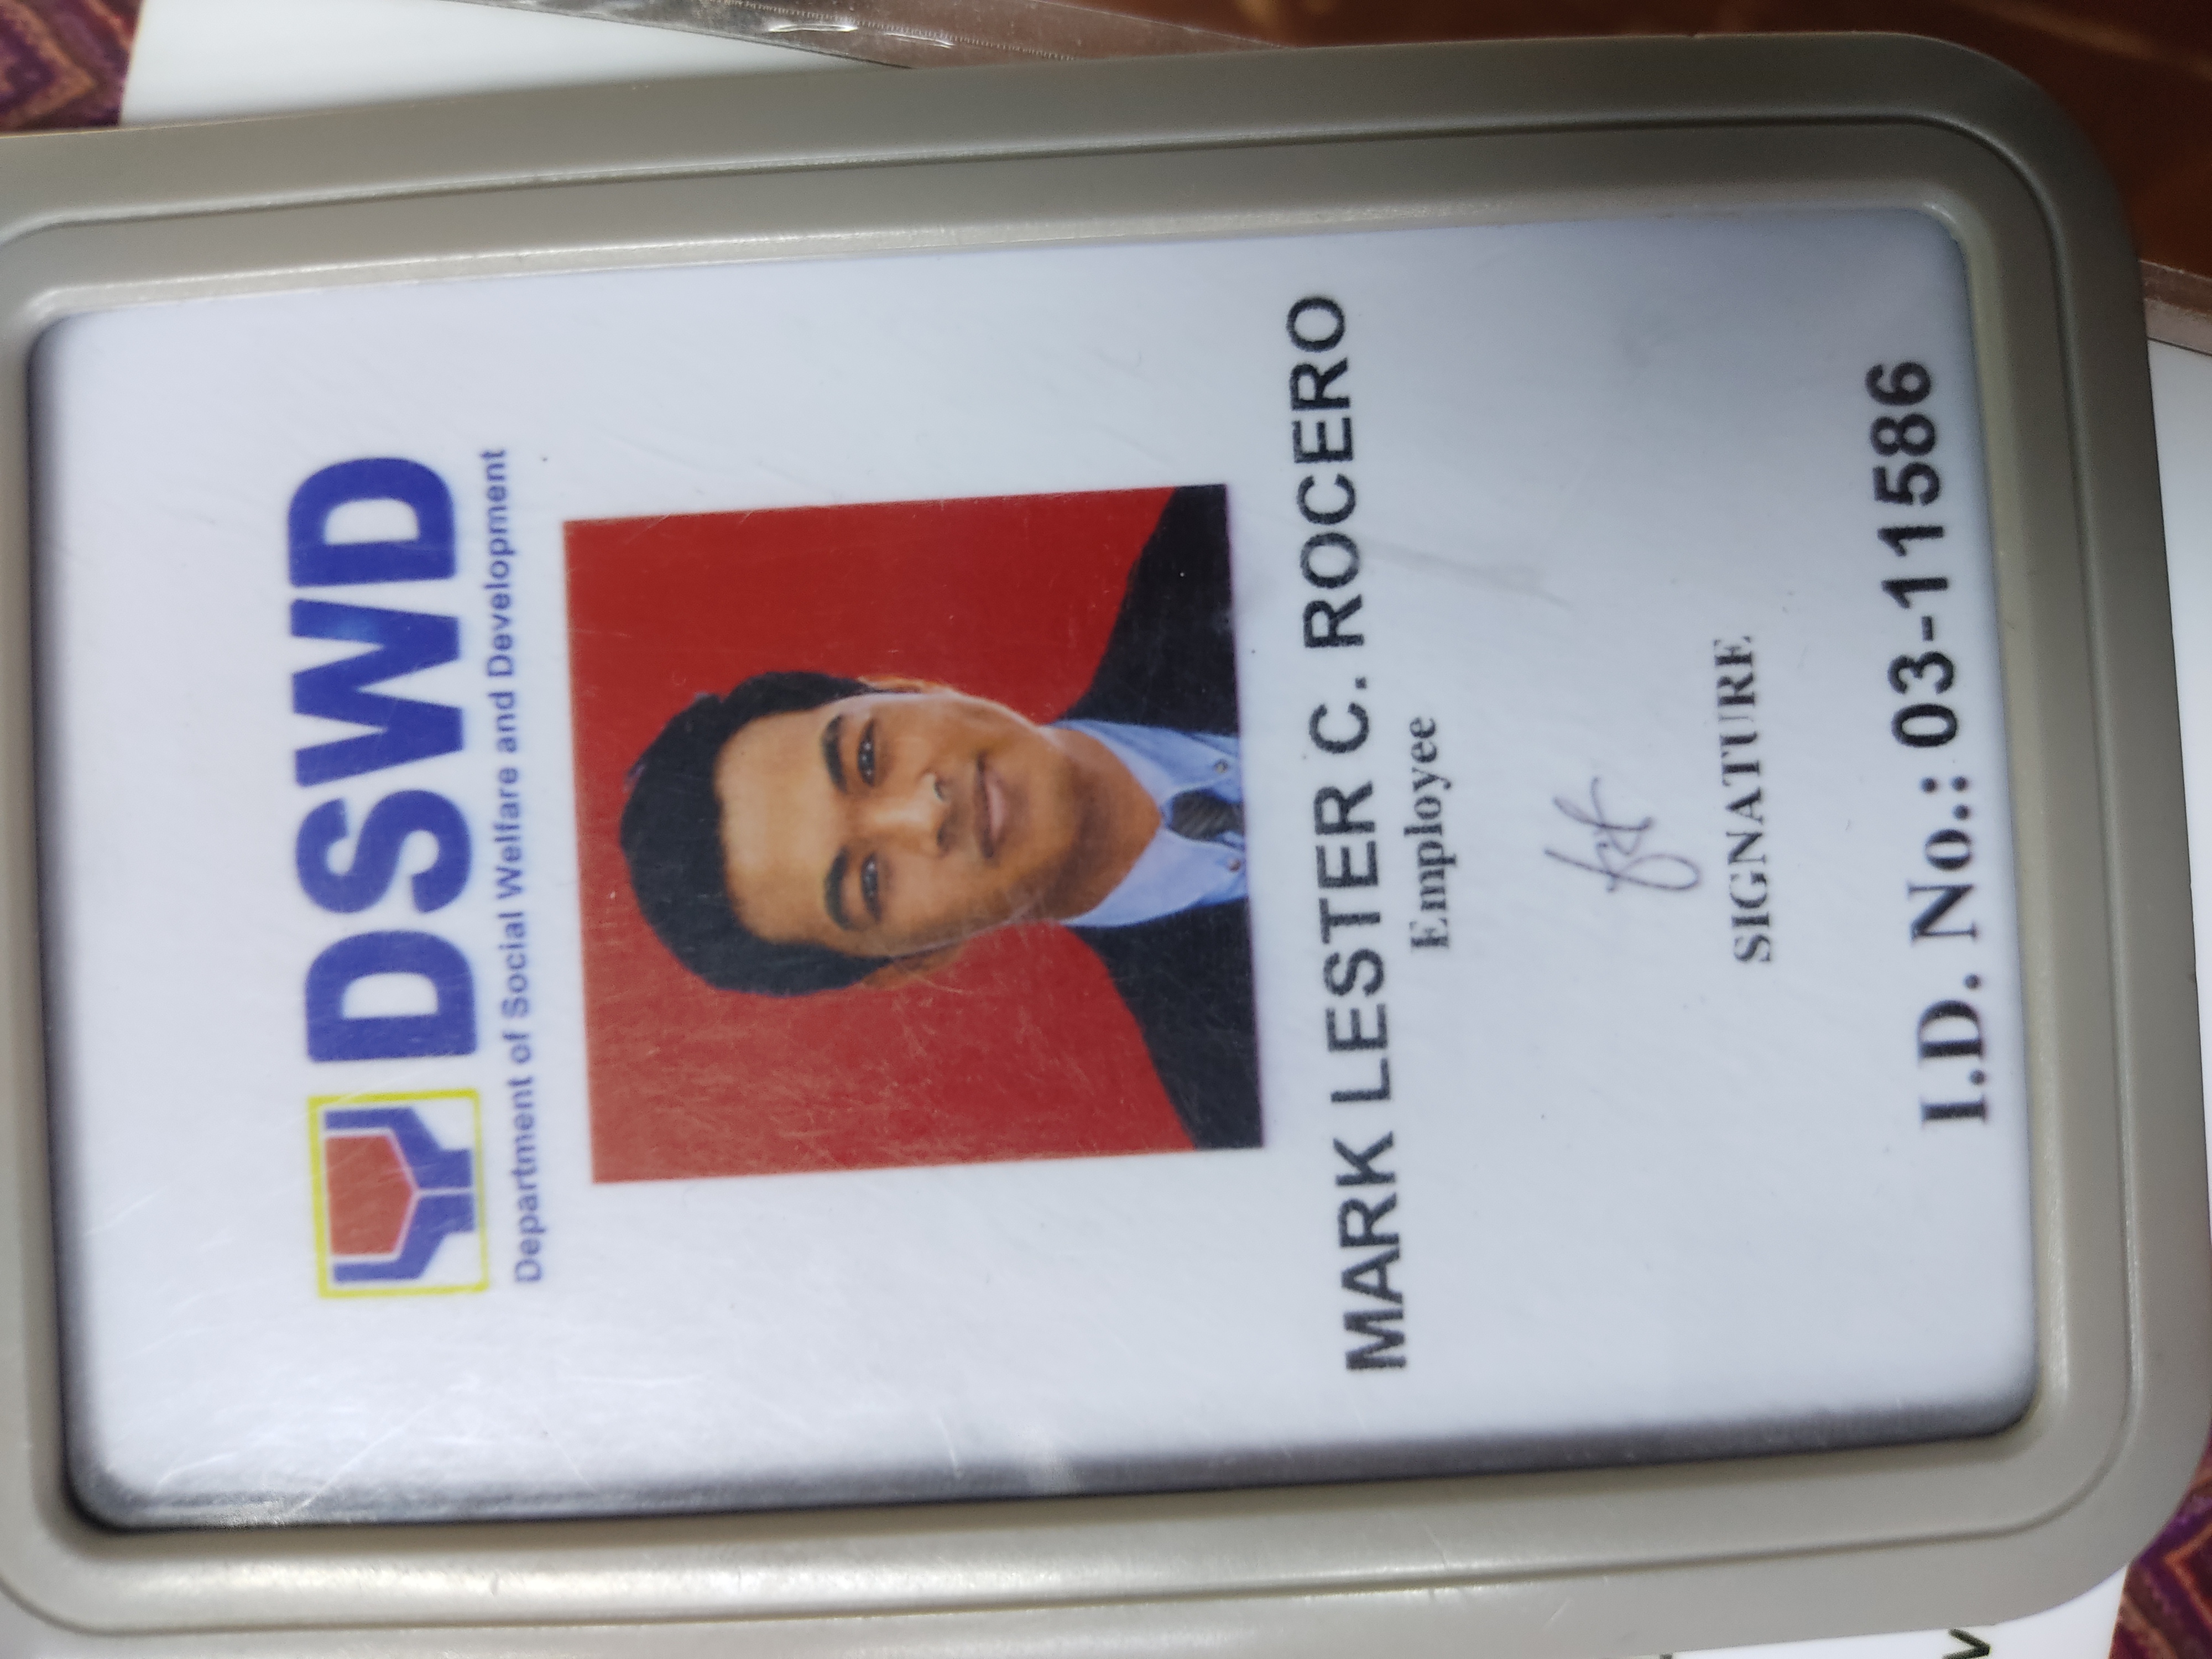 DSWD
Department of Social Welfare and Development
MARK LESTER C. ROCERO
Employee
SIGNATURE
I.D. No.: 03-11586